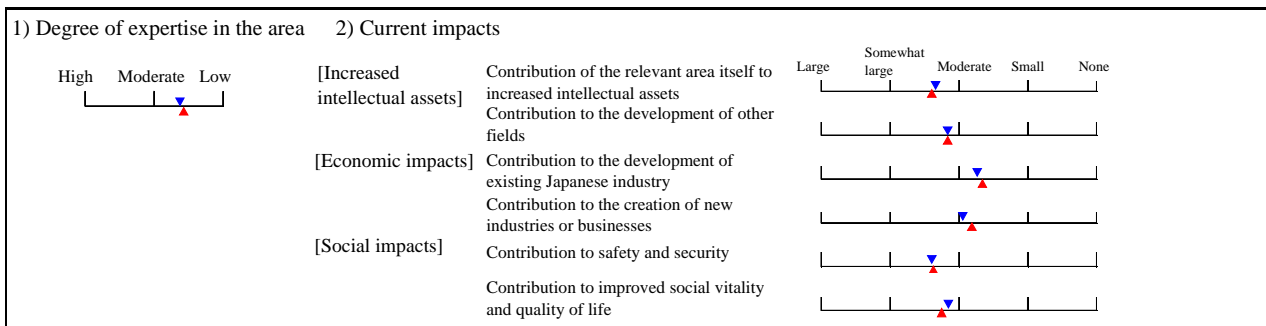 1) Degree of expertise in the area 2) Current impacts
High Moderate Low
[Increased
intellectual assets]
Contribution of the relevant area itself to
increased intellectual assets
Large
Somewhat
large
Moderate
Small
None
Contribution to the development of other
fields
[Economic impacts]
Contribution to the development of
existing Japanese industry
Contribution to the creation of new
industries or businesses
[Social impacts]
Contribution to safety and security
Contribution to improved social vitality
and quality of life